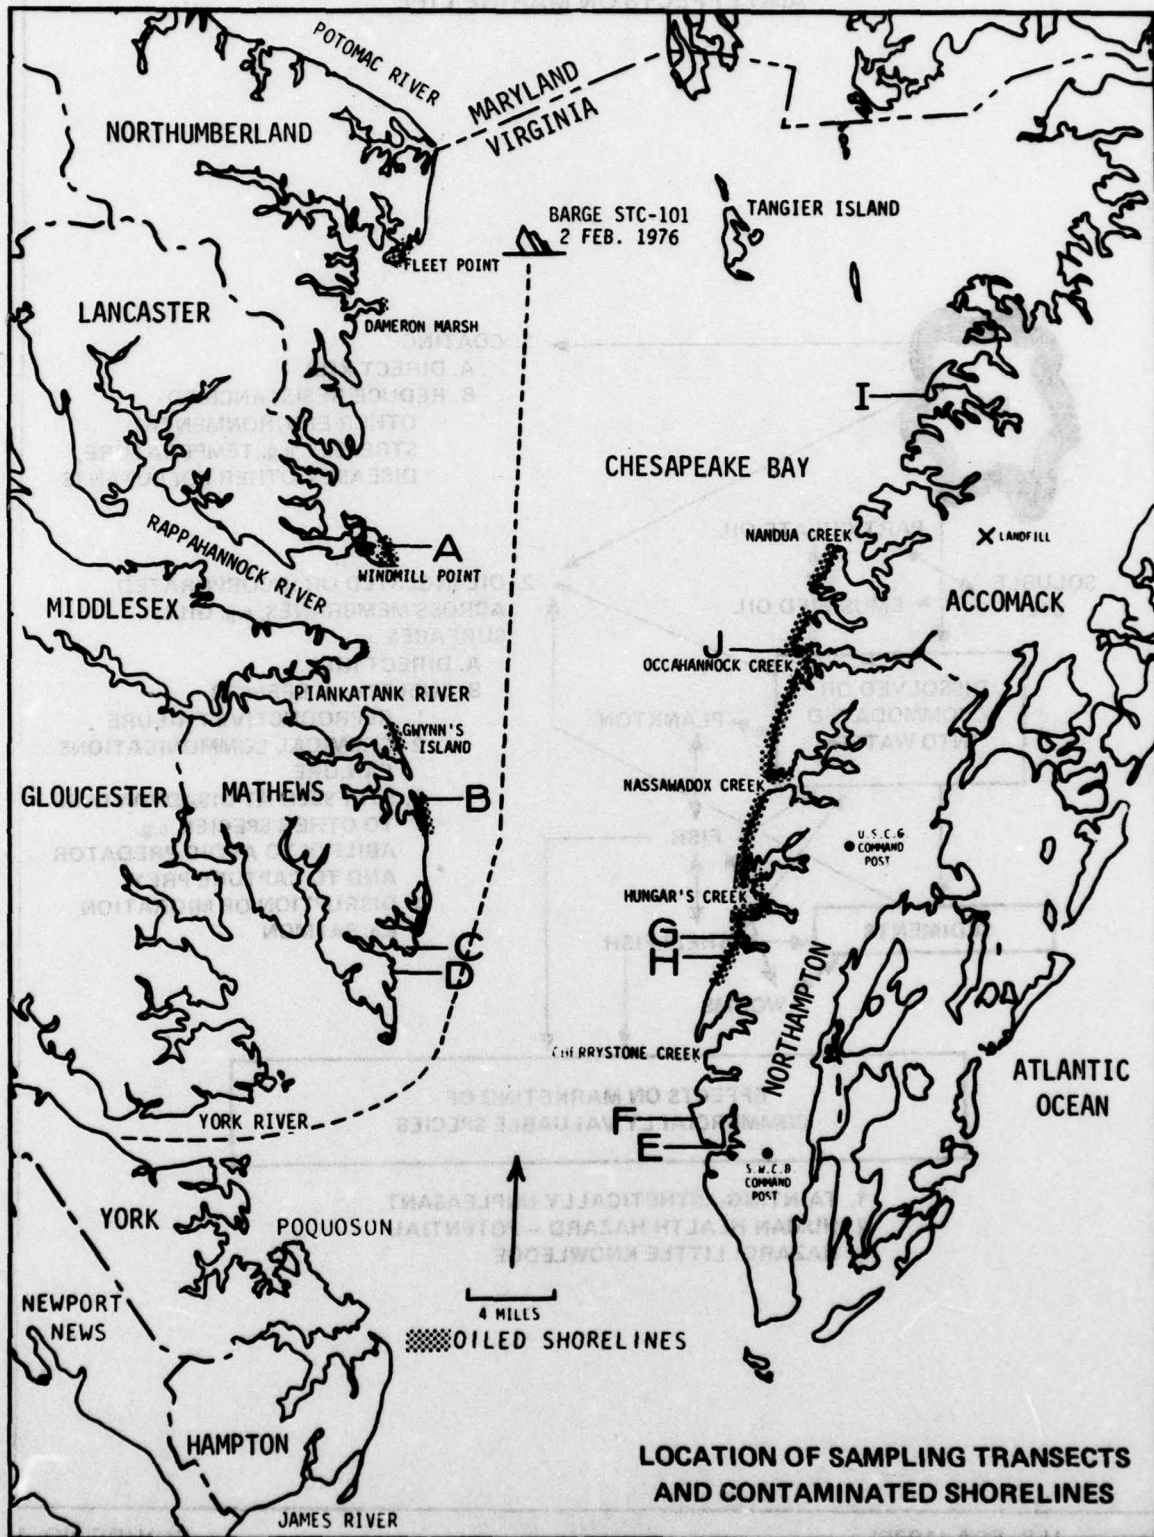 POTOMAC RIVER
MARYLAND
VIRGINIA
NORTHUMBERLAND
BARGE STC-101
2 FEB. 1976
TANGIER ISLAND
FLEET POINT
LANCASTER
DAMERON MARSH
I
CHESAPEAKE BAY
RAPPAHANNOCK RIVER
A
WINDMILL POINT
NANDUA CREEK
X LANDFILL
MIDDLESEX
ACCOMACK
J
OCCAHANNOCK CREEK
PIANKATANK RIVER
GWYNN'S
ISLAND
NASSAWADOX CREEK
GLOUCESTER
MATHEWS
B
U.S.C.G
COMMAND
POST
HUNGAR'S CREEK
G
H
C
D
NORTHAMPTON
CHERRYSTONE CREEK
ATLANTIC
OCEAN
YORK RIVER
F
E
S.W.C.B
COMMAND
POST
YORK
POQUOSON
NEWPORT
NEWS
4 MILLS
OILED SHORELINES
HAMPTON
LOCATION OF SAMPLING TRANSECTS
AND CONTAMINATED SHORELINES
JAMES RIVER